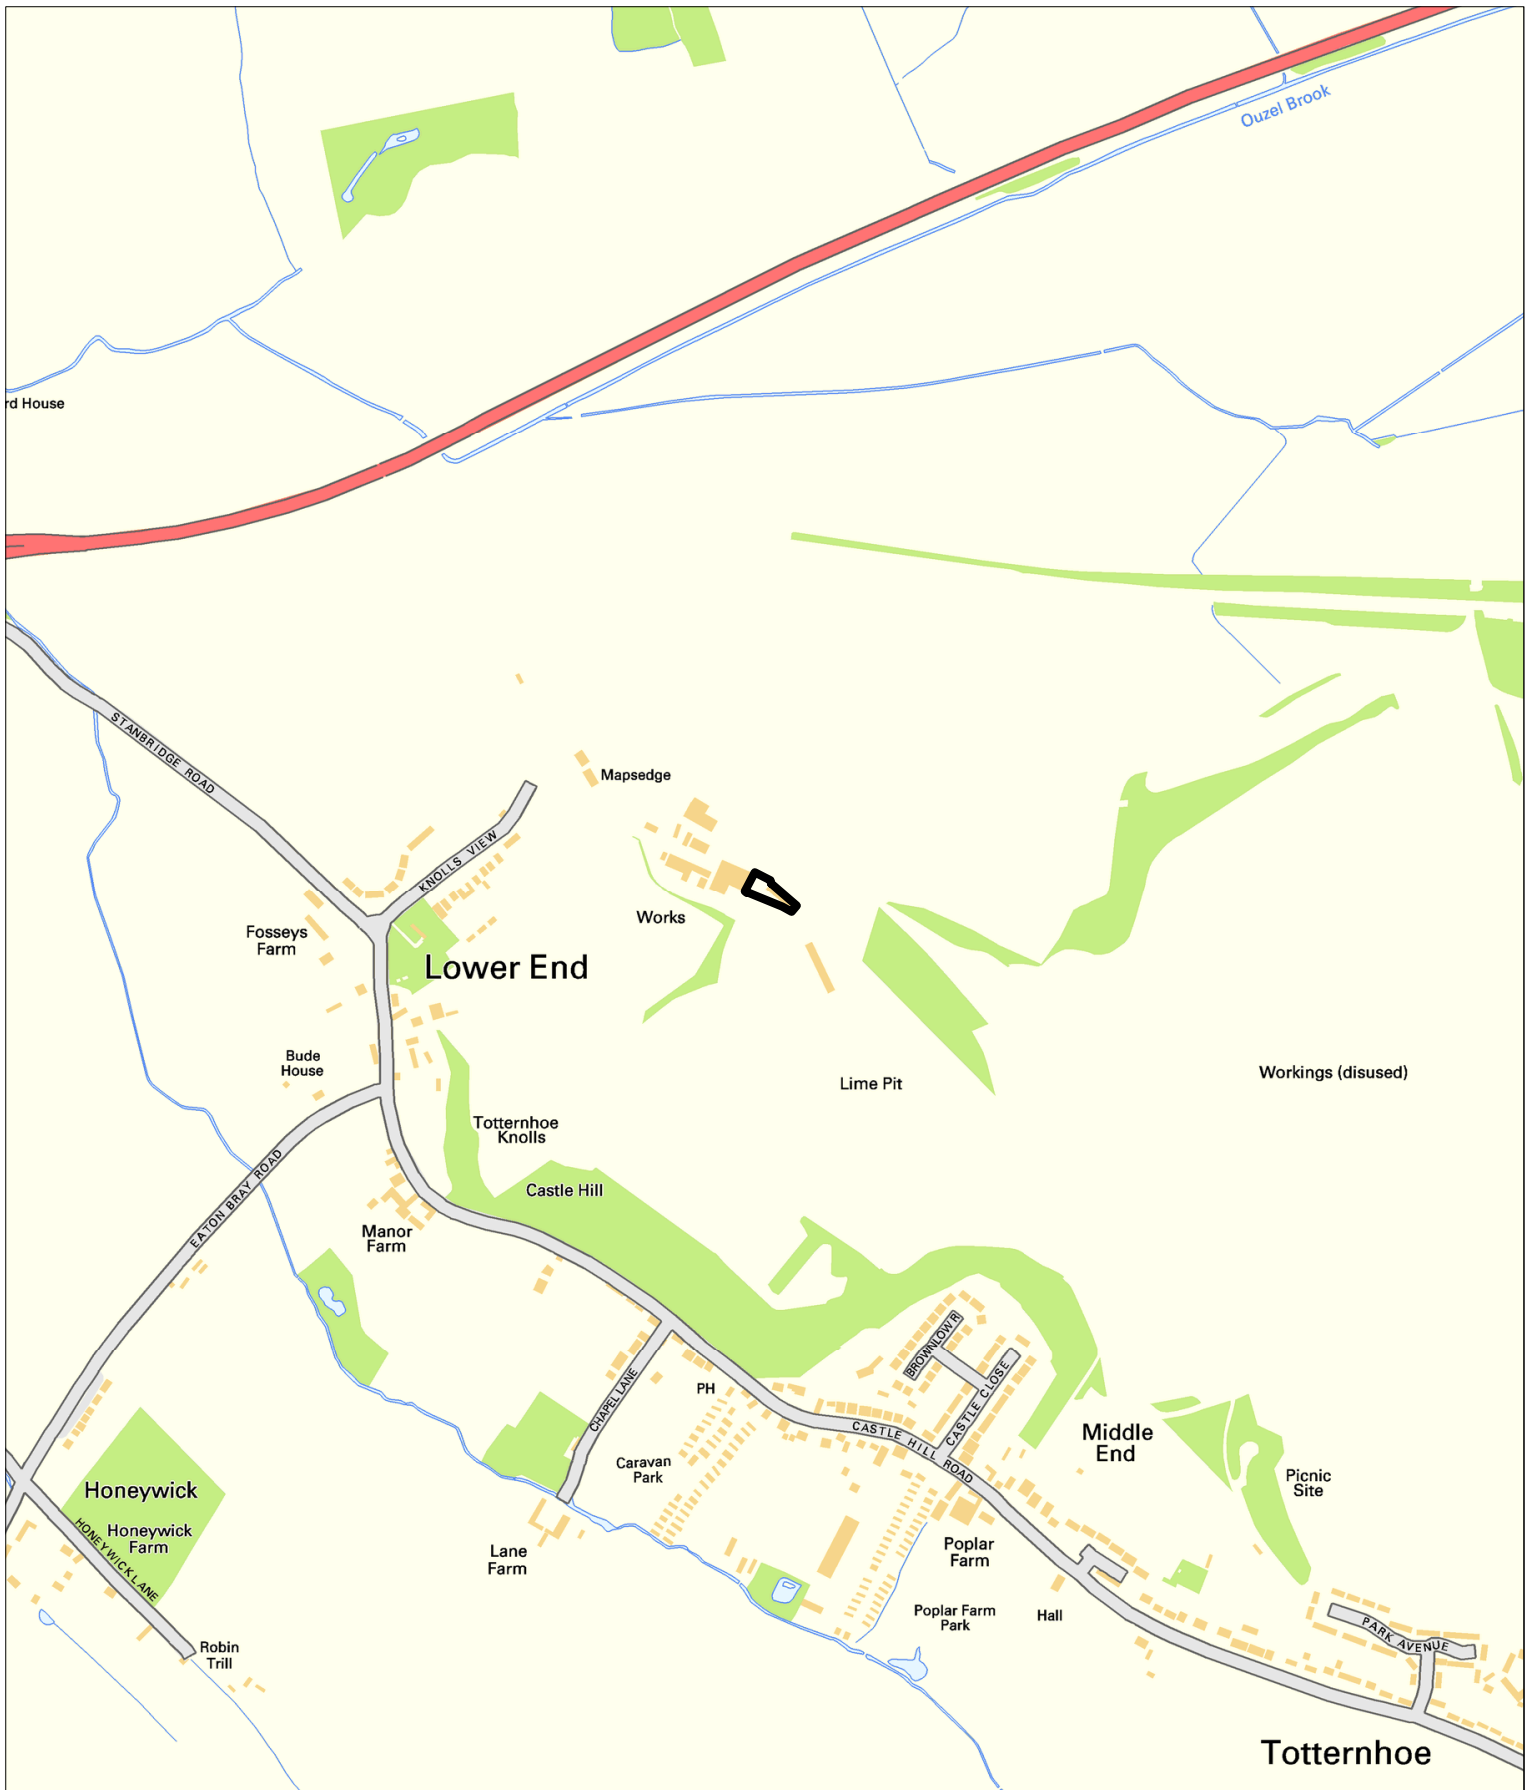 Ouzel Brook
rd House
STANBRIDGE ROAD
Mapsedge
KNOLLS VIEW
Works
Fosseys
Farm
Lower End
Bude
House
Lime Pit
Workings (disused)
Totternhoe
Knolls
EATON BRAY ROAD
Castle Hill
Manor
Farm
BROWNLOW R
CASTLE CLOSE
CHAPEL LANE
PH
CASTLE HILL ROAD
Middle
End
Caravan
Park
Picnic
Site
Honeywick
Honeywick
Farm
HONEYWICK LANE
Lane
Farm
Poplar
Farm
Poplar Farm
Park
Hall
PARK AVENUE
Robin
Trill
Totternhoe